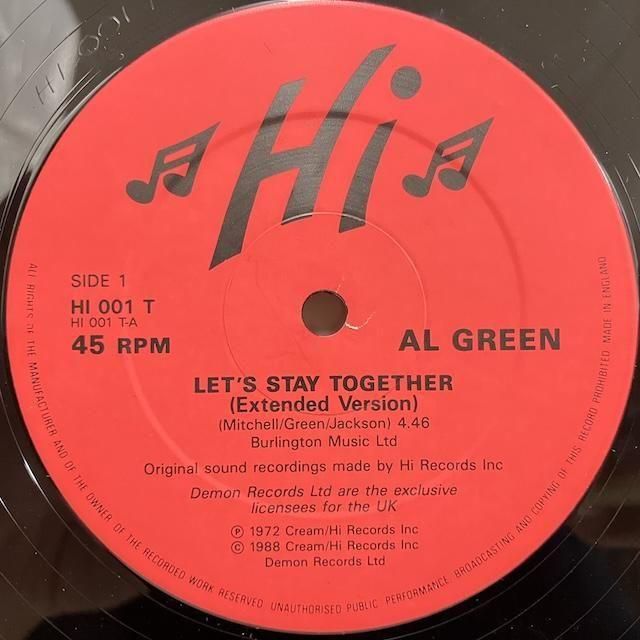 HI 001 T
Hi
SIDE 1
HI 001 T
HI 001 T-A
45 RPM
AL GREEN
LET'S STAY TOGETHER
(Extended Version)
(Mitchell/Green/Jackson) 4.46
Burlington Music Ltd
Original sound recordings made by Hi Records Inc
Demon Records Ltd are the exclusive
licensees for the UK
Ⓟ 1972 Cream/Hi Records Inc
© 1988 Cream/Hi Records Inc
Demon Records Ltd
ALL RIGHTS OF THE MANUFACTURER AND OF THE OWNER OF THE RECORDED WORK RESERVED. UNAUTHORISED PUBLIC PERFORMANCE, BROADCASTING AND COPYING OF THIS RECORD PROHIBITED. MADE IN ENGLAND